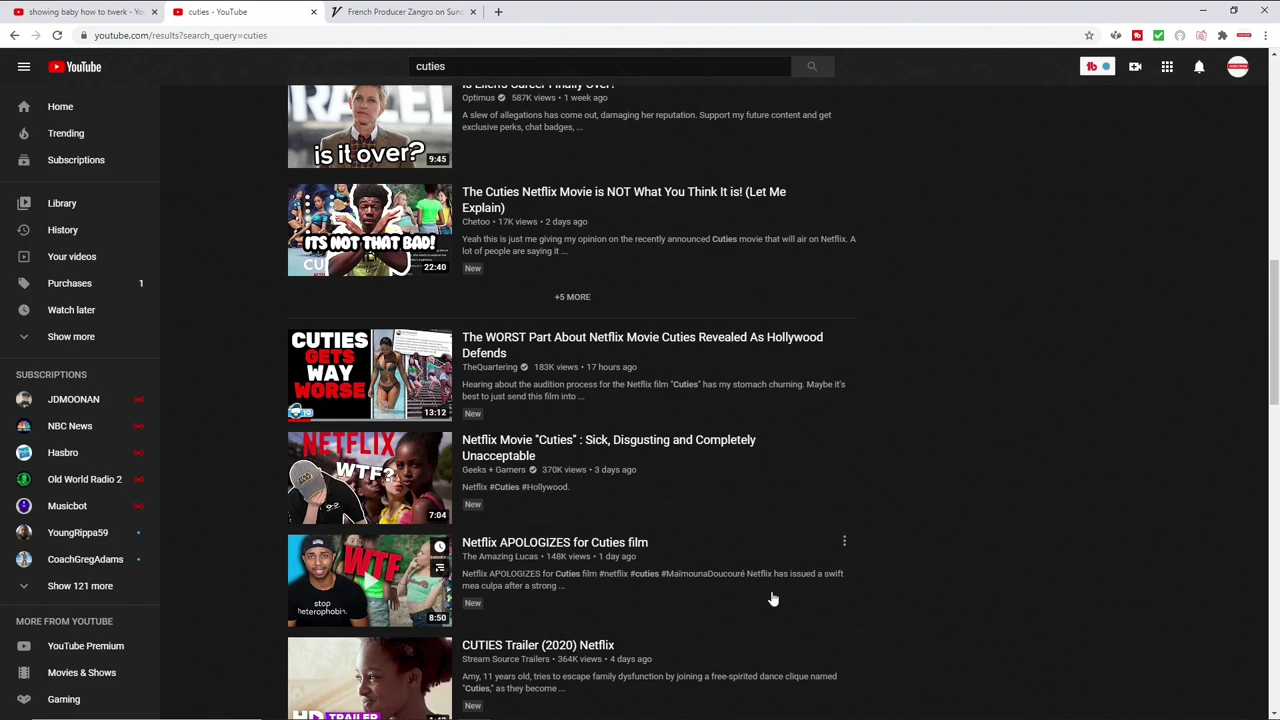 showing baby how to twerk - Yo
cuties - YouTube
French Producer Zangro on Sun
youtube.com/results?search_query=cuties
YouTube
cuties
Home
Trending
Subscriptions
Library
History
Your videos
Purchases 1
Watch later
Show more
SUBSCRIPTIONS
JDMOONAN
NBC News
Hasbro
Old World Radio 2
Musicbot
YoungRippa59
CoachGregAdams
Show 121 more
MORE FROM YOUTUBE
YouTube Premium
Movies & Shows
Gaming
is it over?
9:45
Is Ellen's Career Finally Over?
Optimus 587K views • 1 week ago
A slew of allegations has come out, damaging her reputation. Support my future content and get
exclusive perks, chat badges, ...
ITS NOT THAT BAD!
CU
22:40
The Cuties Netflix Movie is NOT What You Think It is! (Let Me
Explain)
Chetoo • 17K views • 2 days ago
Yeah this is just me giving my opinion on the recently announced Cuties movie that will air on Netflix. A
lot of people are saying it ...
New
+5 MORE
CUTIES
GETS
WAY
WORSE
13:12
The WORST Part About Netflix Movie Cuties Revealed As Hollywood
Defends
TheQuartering 183K views • 17 hours ago
Hearing about the audition process for the Netflix film "Cuties" has my stomach churning. Maybe it's
best to just send this film into ...
New
NETFLIX
WTF?
7:04
Netflix Movie "Cuties" : Sick, Disgusting and Completely
Unacceptable
Geeks + Gamers 370K views • 3 days ago
Netflix #Cuties #Hollywood.
New
WTF
stop
heterophobin.
8:50
Netflix APOLOGIZES for Cuties film
The Amazing Lucas • 148K views • 1 day ago
Netflix APOLOGIZES for Cuties film #netflix #cuties #MaïmounaDoucouré Netflix has issued a swift
mea culpa after a strong ...
New
HD TRAILER
CUTIES Trailer (2020) Netflix
Stream Source Trailers • 364K views • 4 days ago
Amy, 11 years old, tries to escape family dysfunction by joining a free-spirited dance clique named
"Cuties," as they become ...
New